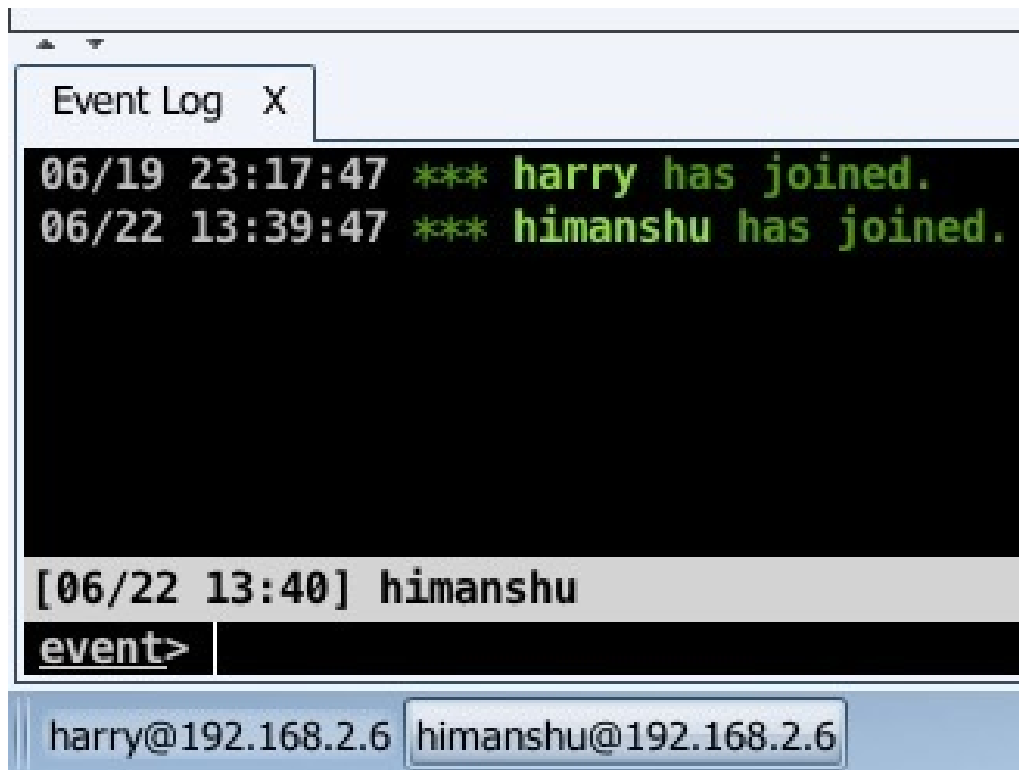 Event Log X
06/19 23:17:47 *** harry has joined.
06/22 13:39:47 *** himanshu has joined.
[06/22 13:40] himanshu
event>
harry@192.168.2.6 himanshu@192.168.2.6